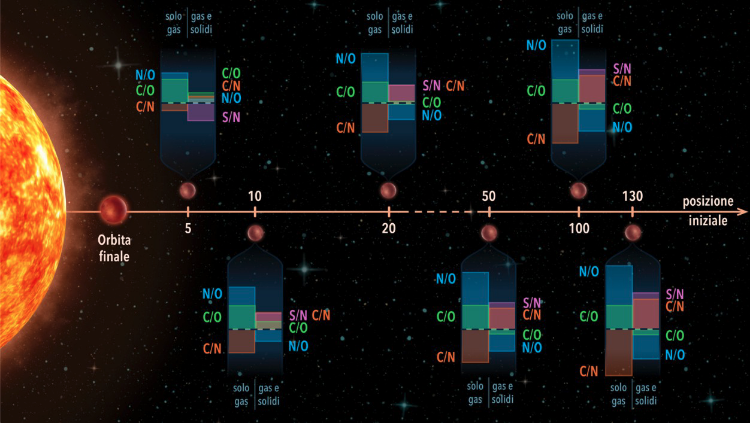 solo gas
gas e solidi
N/O
C/O
C/N
C/O
C/N
N/O
S/N
solo gas
gas e solidi
N/O
C/O
C/N
S/N C/N
C/O
N/O
solo gas
gas e solidi
N/O
C/O
C/N
S/N
C/N
C/O
N/O
Orbita
finale
5
10
20
50
100
130
posizione
iniziale
N/O
C/O
C/N
S/N C/N
C/O
N/O
solo gas
gas e solidi
N/O
C/O
C/N
S/N
C/N
C/O
N/O
solo gas
gas e solidi
N/O
C/O
C/N
S/N
C/N
C/O
N/O
solo gas
gas e solidi